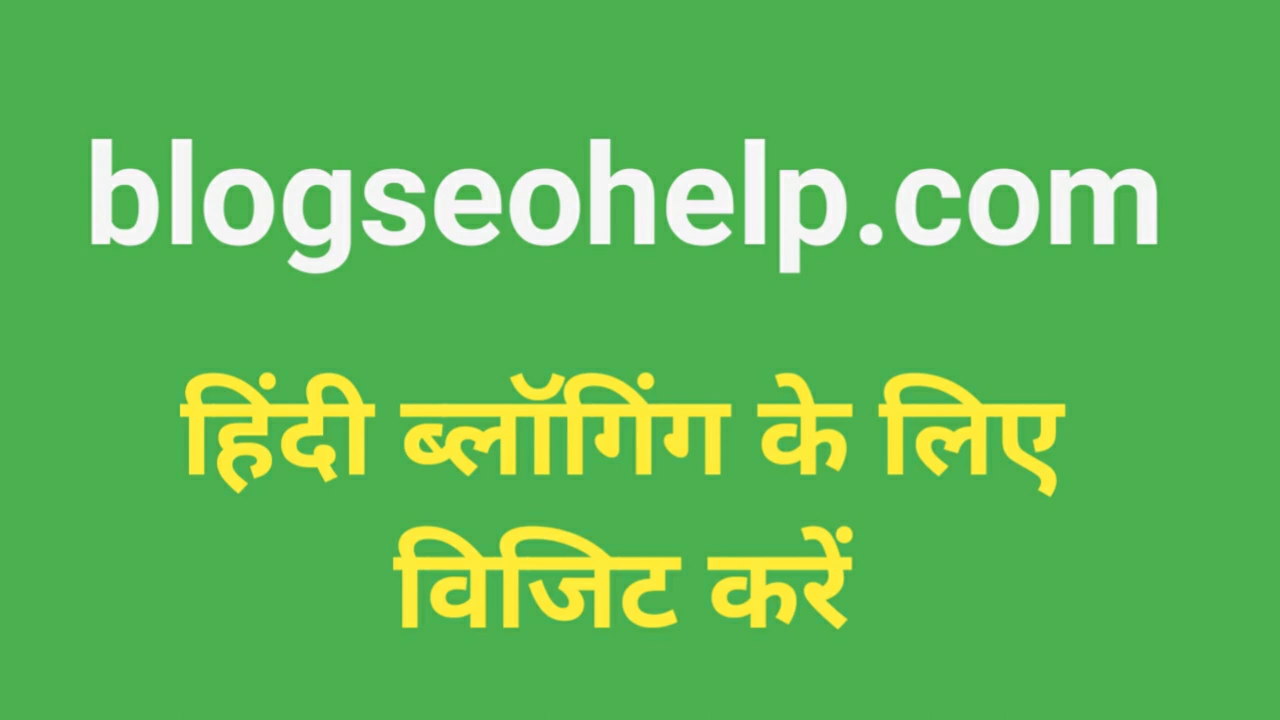 blogseohelp.com
हिंदी ब्लॉगिंग के लिए
विजिट करें